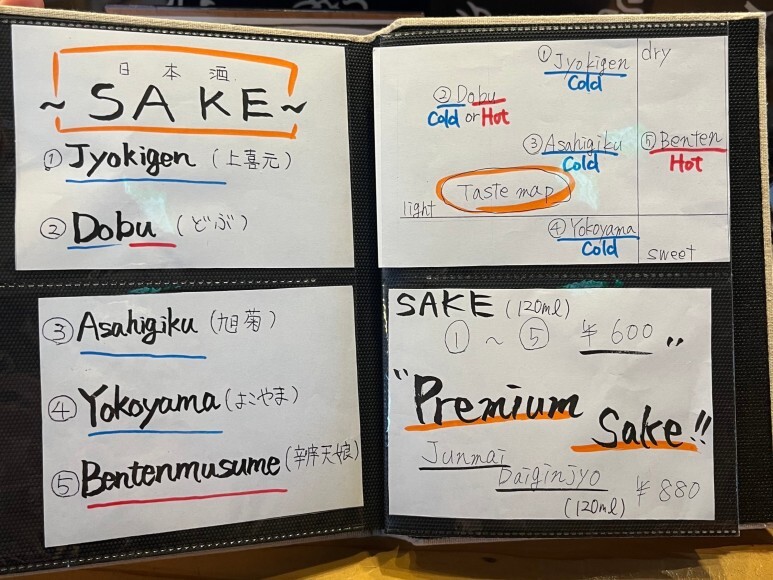 日本酒
~ SAKE ~
① Jyokigen (上喜元)
② Dobu (どぶ)
③ Asahigiku (旭菊)
④ Yokoyama (よこやま)
⑤ Bentenmusume (辨天娘)
dry
① Jyokigen
Cold
② Dobu
Cold or Hot
③ Asahigiku
Cold
⑤ Benten
Hot
Taste map
light
④ Yokoyama
Cold
sweet
SAKE (120ml)
① ~ ⑤ ¥600〃
"Premium
Sake!!
Junmai
Daiginjyo
(120ml) ¥880